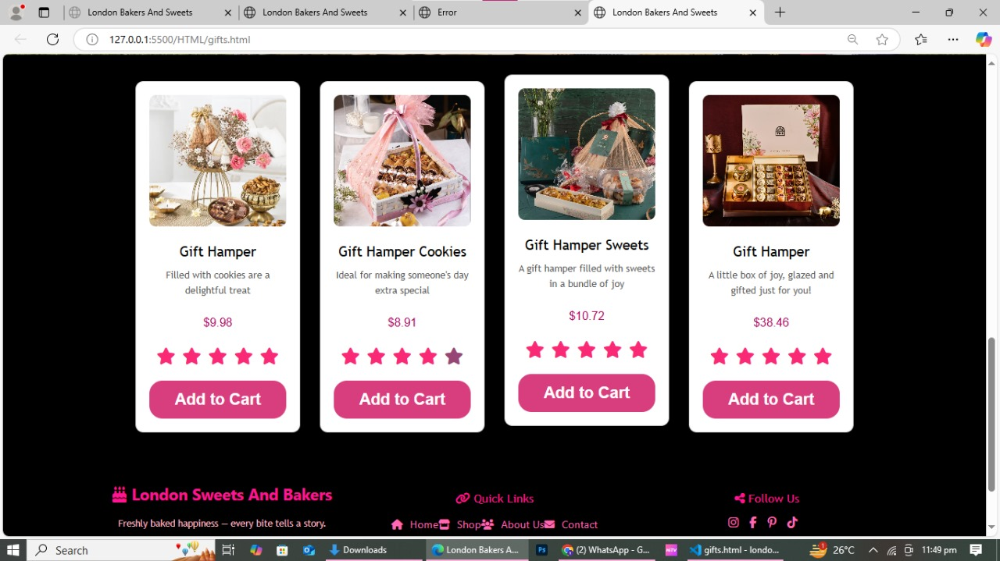 London Bakers And Sweets
London Bakers And Sweets
Error
London Bakers And Sweets
127.0.0.1:5500/HTML/gifts.html
Gift Hamper
Filled with cookies are a
delightful treat
$9.98
Add to Cart
Gift Hamper Cookies
Ideal for making someone's day
extra special
$8.91
Add to Cart
Gift Hamper Sweets
A gift hamper filled with sweets
in a bundle of joy
$10.72
Add to Cart
Gift Hamper
A little box of joy, glazed and
gifted just for you!
$38.46
Add to Cart
London Sweets And Bakers
Freshly baked happiness — every bite tells a story.
Quick Links
Home Shop About Us Contact
Follow Us
Search
Downloads
London Bakers A...
Ps
(2) WhatsApp - G...
gifts.html - londo...
26°C
11:49 pm